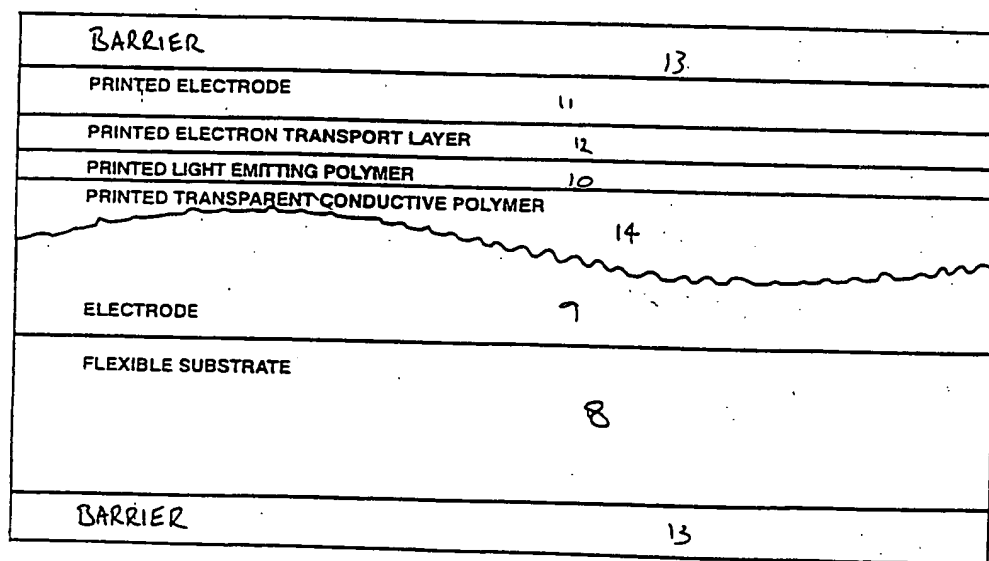 BARRIER 13
PRINTED ELECTRODE 11
PRINTED ELECTRON TRANSPORT LAYER 12
PRINTED LIGHT EMITTING POLYMER 10
PRINTED TRANSPARENT CONDUCTIVE POLYMER
14
ELECTRODE 9
FLEXIBLE SUBSTRATE
8
BARRIER 13